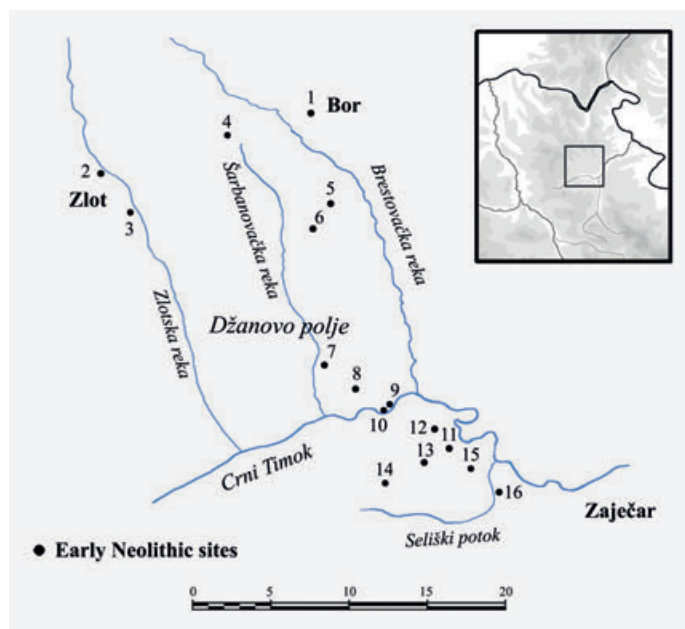 1
Bor
4
2
Zlot
3
5
6
Šarbanovačka reka
Brestovačka reka
Zlotska reka
Džanovo polje
7
8
9
10
12
11
13
15
14
16
Crni Timok
Zaječar
Seliški potok
Early Neolithic sites
0 5 10 15 20